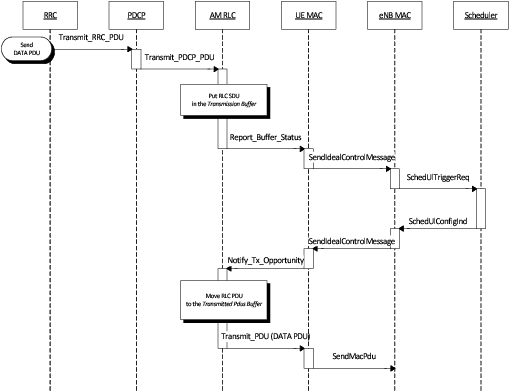 RRC PDCP AM RLC UE MAC eNB MAC Scheduler
Send
DATA PDU
Transmit_RRC_PDU
Transmit_PDCP_PDU
Put RLC SDU
in the Transmission Buffer
Report_Buffer_Status
SendIdealControlMessage
SchedUlTriggerReq
SchedUlConfigInd
SendIdealControlMessage
Notify_Tx_Opportunity
Move RLC PDU
to the Transmitted Pdus Buffer
Transmit_PDU (DATA PDU)
SendMacPdu